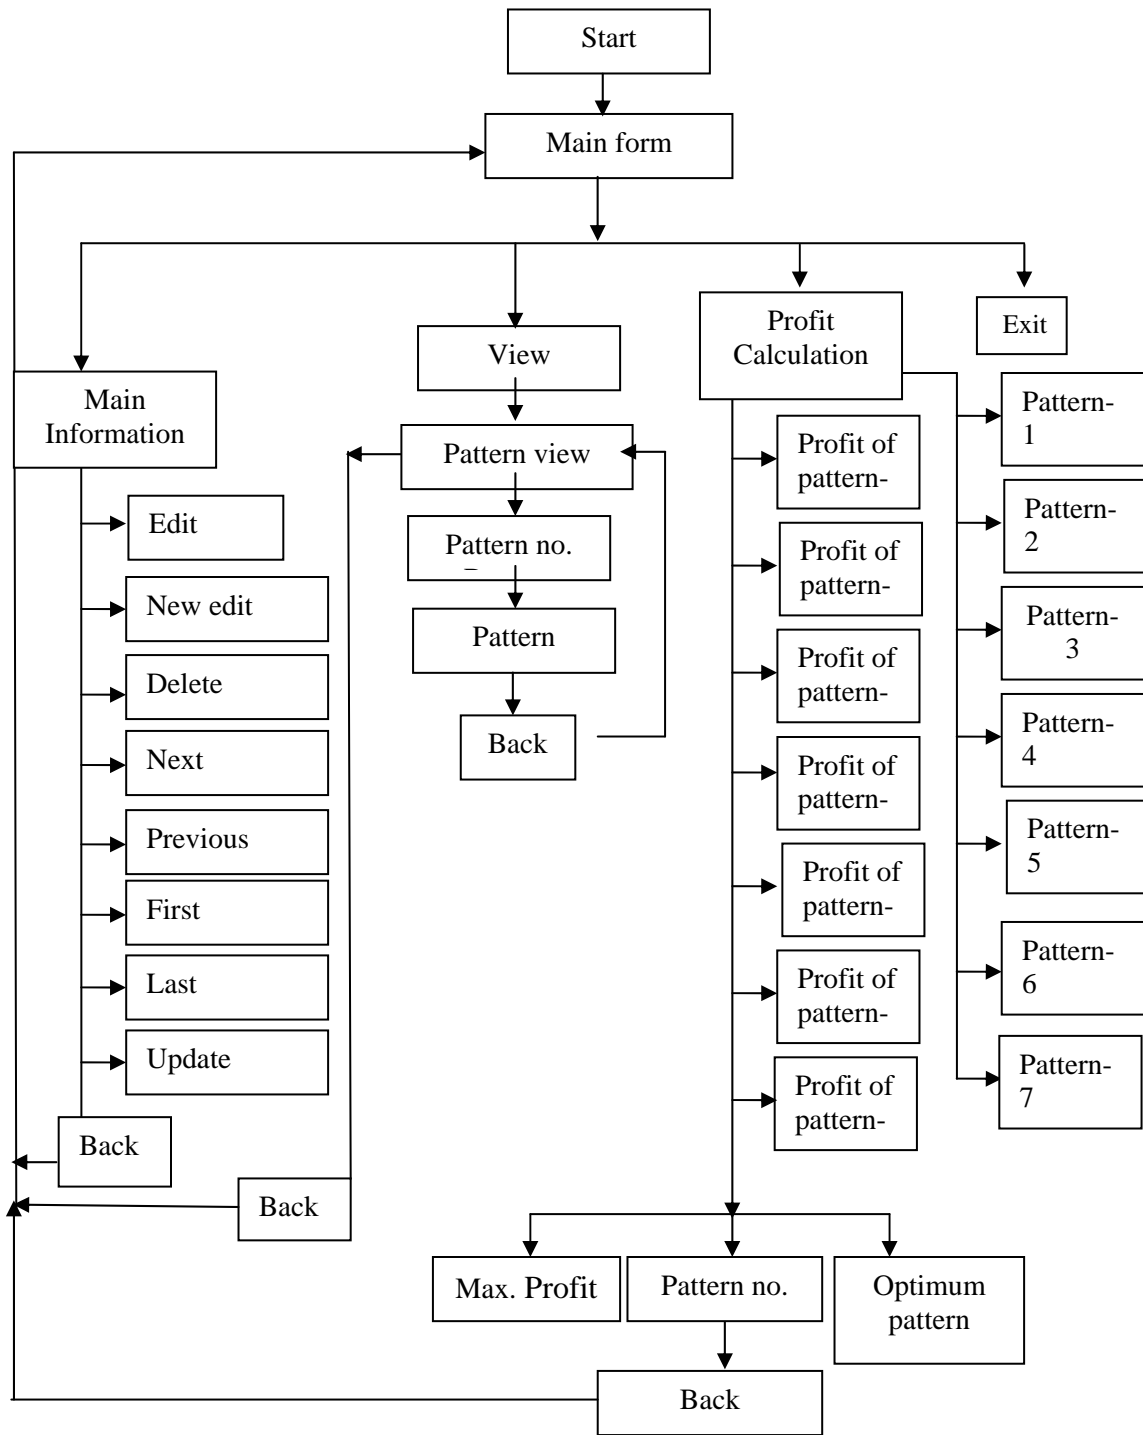 Start
Main form
Main
Information
Edit
New edit
Delete
Next
Previous
First
Last
Update
Back
View
Pattern view
Pattern no.
Pattern
Back
Back
Profit
Calculation
Profit of
pattern-
Profit of
pattern-
Profit of
pattern-
Profit of
pattern-
Profit of
pattern-
Profit of
pattern-
Profit of
pattern-
Exit
Pattern-
1
Pattern-
2
Pattern-
3
Pattern-
4
Pattern-
5
Pattern-
6
Pattern-
7
Max. Profit
Pattern no.
Optimum
pattern
Back